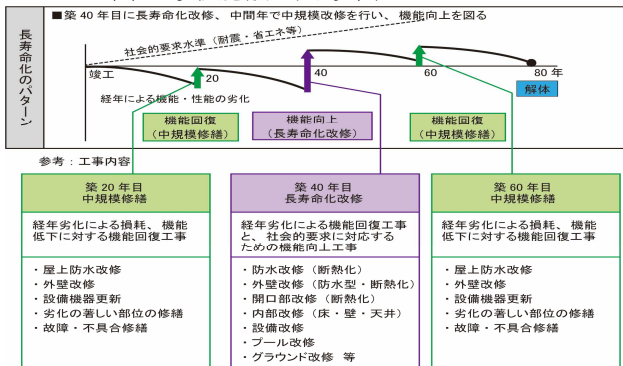 ■築40年目に長寿命化改修、中間年で中規模改修を行い、機能向上を図る
長寿命化のパターン
社会的要求水準（耐震・省エネ等）
竣工
20
40
60
80 年
解体
経年による機能・性能の劣化
機能回復
（中規模修繕）
機能向上
（長寿命化改修）
機能回復
（中規模修繕）
参考：工事内容
築 20 年目
中規模修繕
経年劣化による損耗、機能
低下に対する機能回復工事
・屋上防水改修
・外壁改修
・設備機器更新
・劣化の著しい部位の修繕
・故障・不具合修繕
築 40 年目
長寿命化改修
経年劣化による機能回復工事
と、社会的要求に対応する
ための機能向上工事
・防水改修（断熱化）
・外壁改修（防水型・断熱化）
・開口部改修（断熱化）
・内部改修（床・壁・天井）
・設備改修
・プール改修
・グラウンド改修 等
築 60 年目
中規模修繕
経年劣化による損耗、機能
低下に対する機能回復工事
・屋上防水改修
・外壁改修
・設備機器更新
・劣化の著しい部位の修繕
・故障・不具合修繕